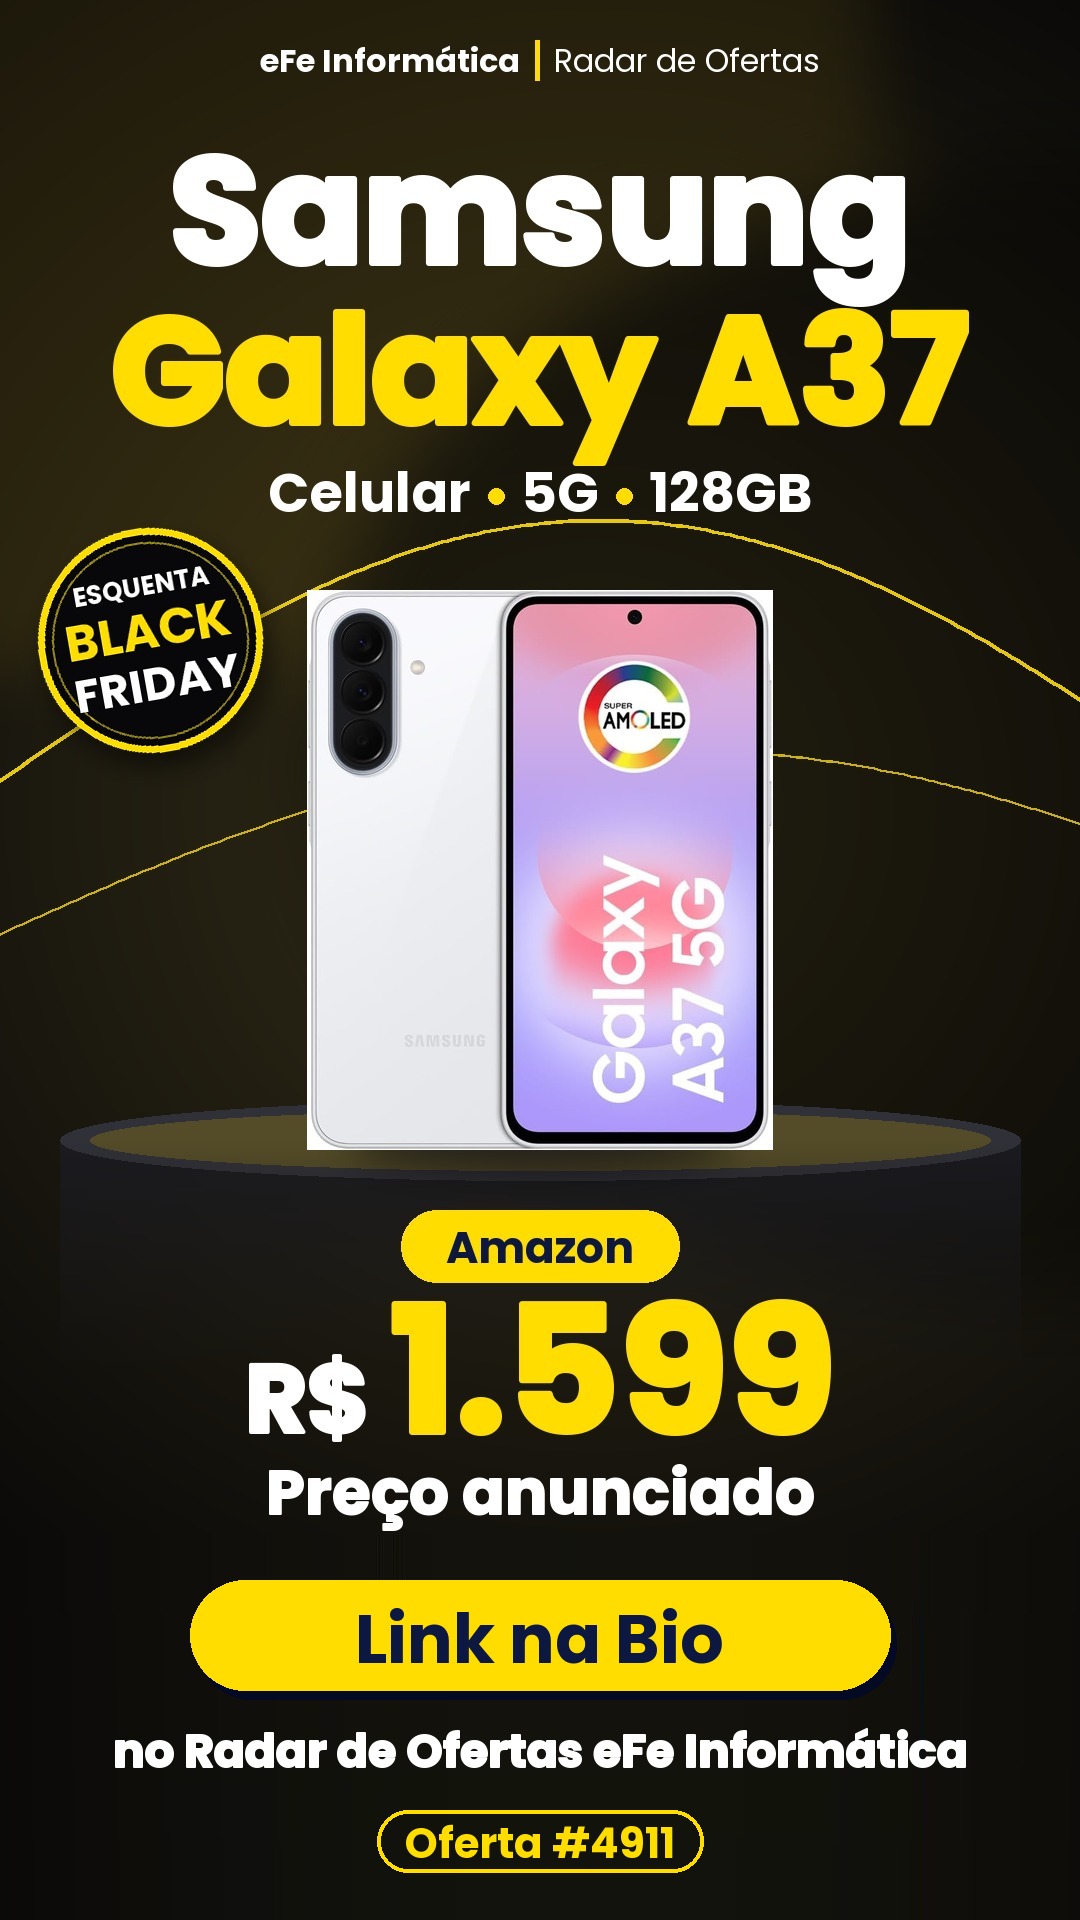 eFe Informática | Radar de Ofertas
Samsung
Galaxy A37
Celular • 5G • 128GB
ESQUENTA
BLACK
FRIDAY
SUPER
AMOLED
Galaxy
A37 5G
SAMSUNG
Amazon
R$ 1.599
Preço anunciado
Link na Bio
no Radar de Ofertas eFe Informática
Oferta #4911